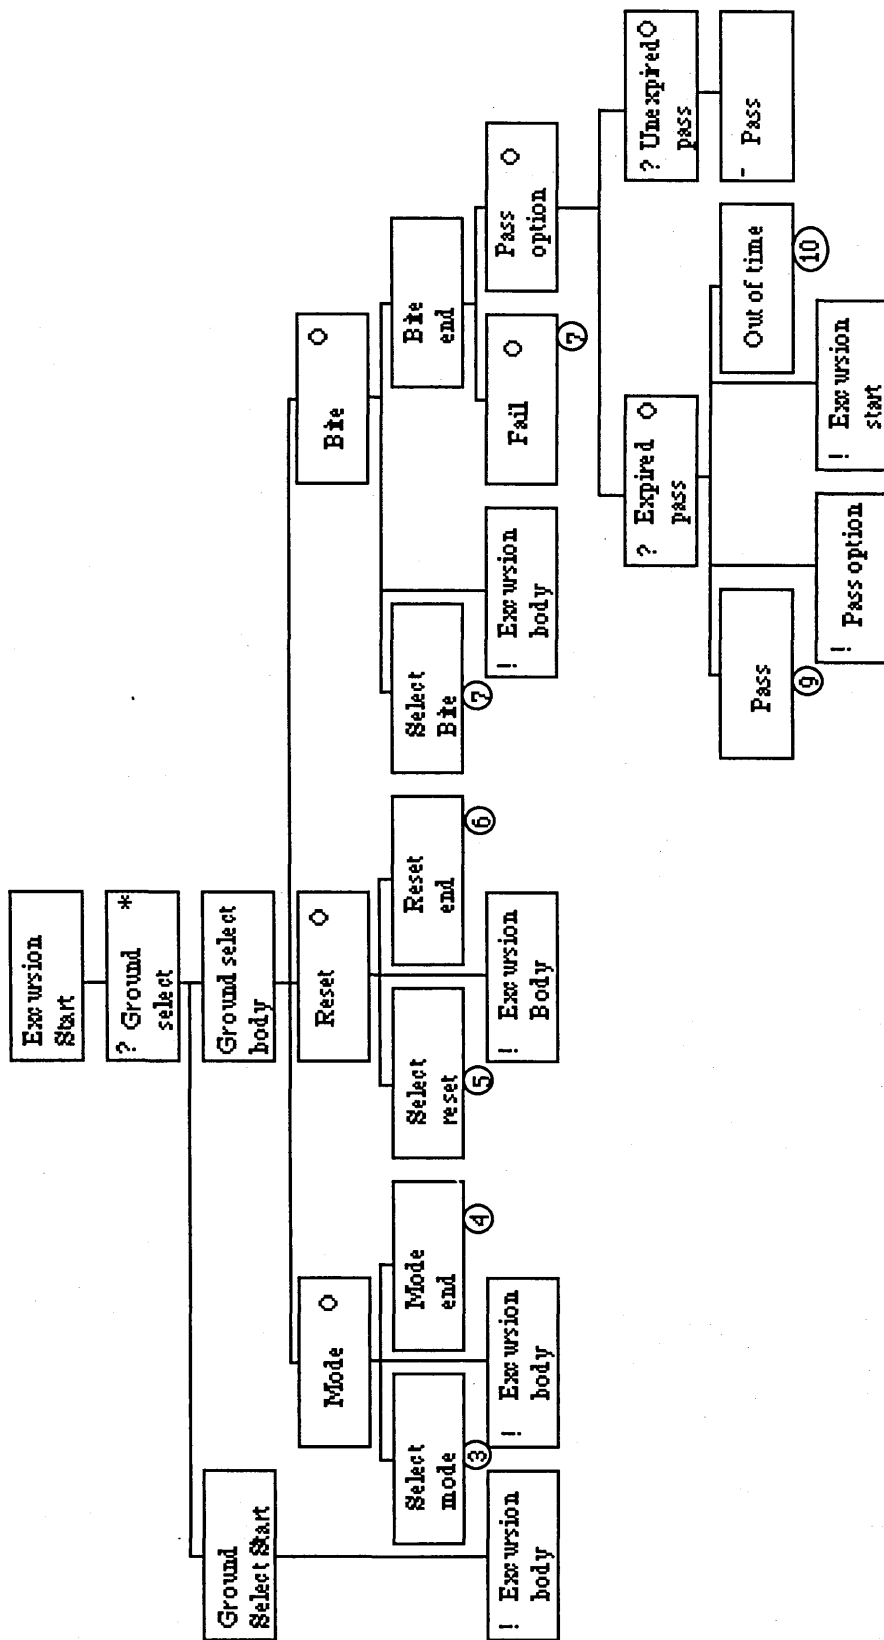 Excursion
Start
? Ground *
select
Ground
Select Start
Ground select
body
Mode O
Reset O
Bite O
Select
mode
3
Mode
end
4
Select
reset
5
Reset
end
6
Select
Bite
7
Bite
end
! Excursion
body
! Excursion
body
! Excursion
Body
! Excursion
body
Fail O
7
Pass O
option
? Expired O
pass
? Unexpired O
pass
Pass
9
Out of time
10
- Pass
! Pass option
! Excursion
start